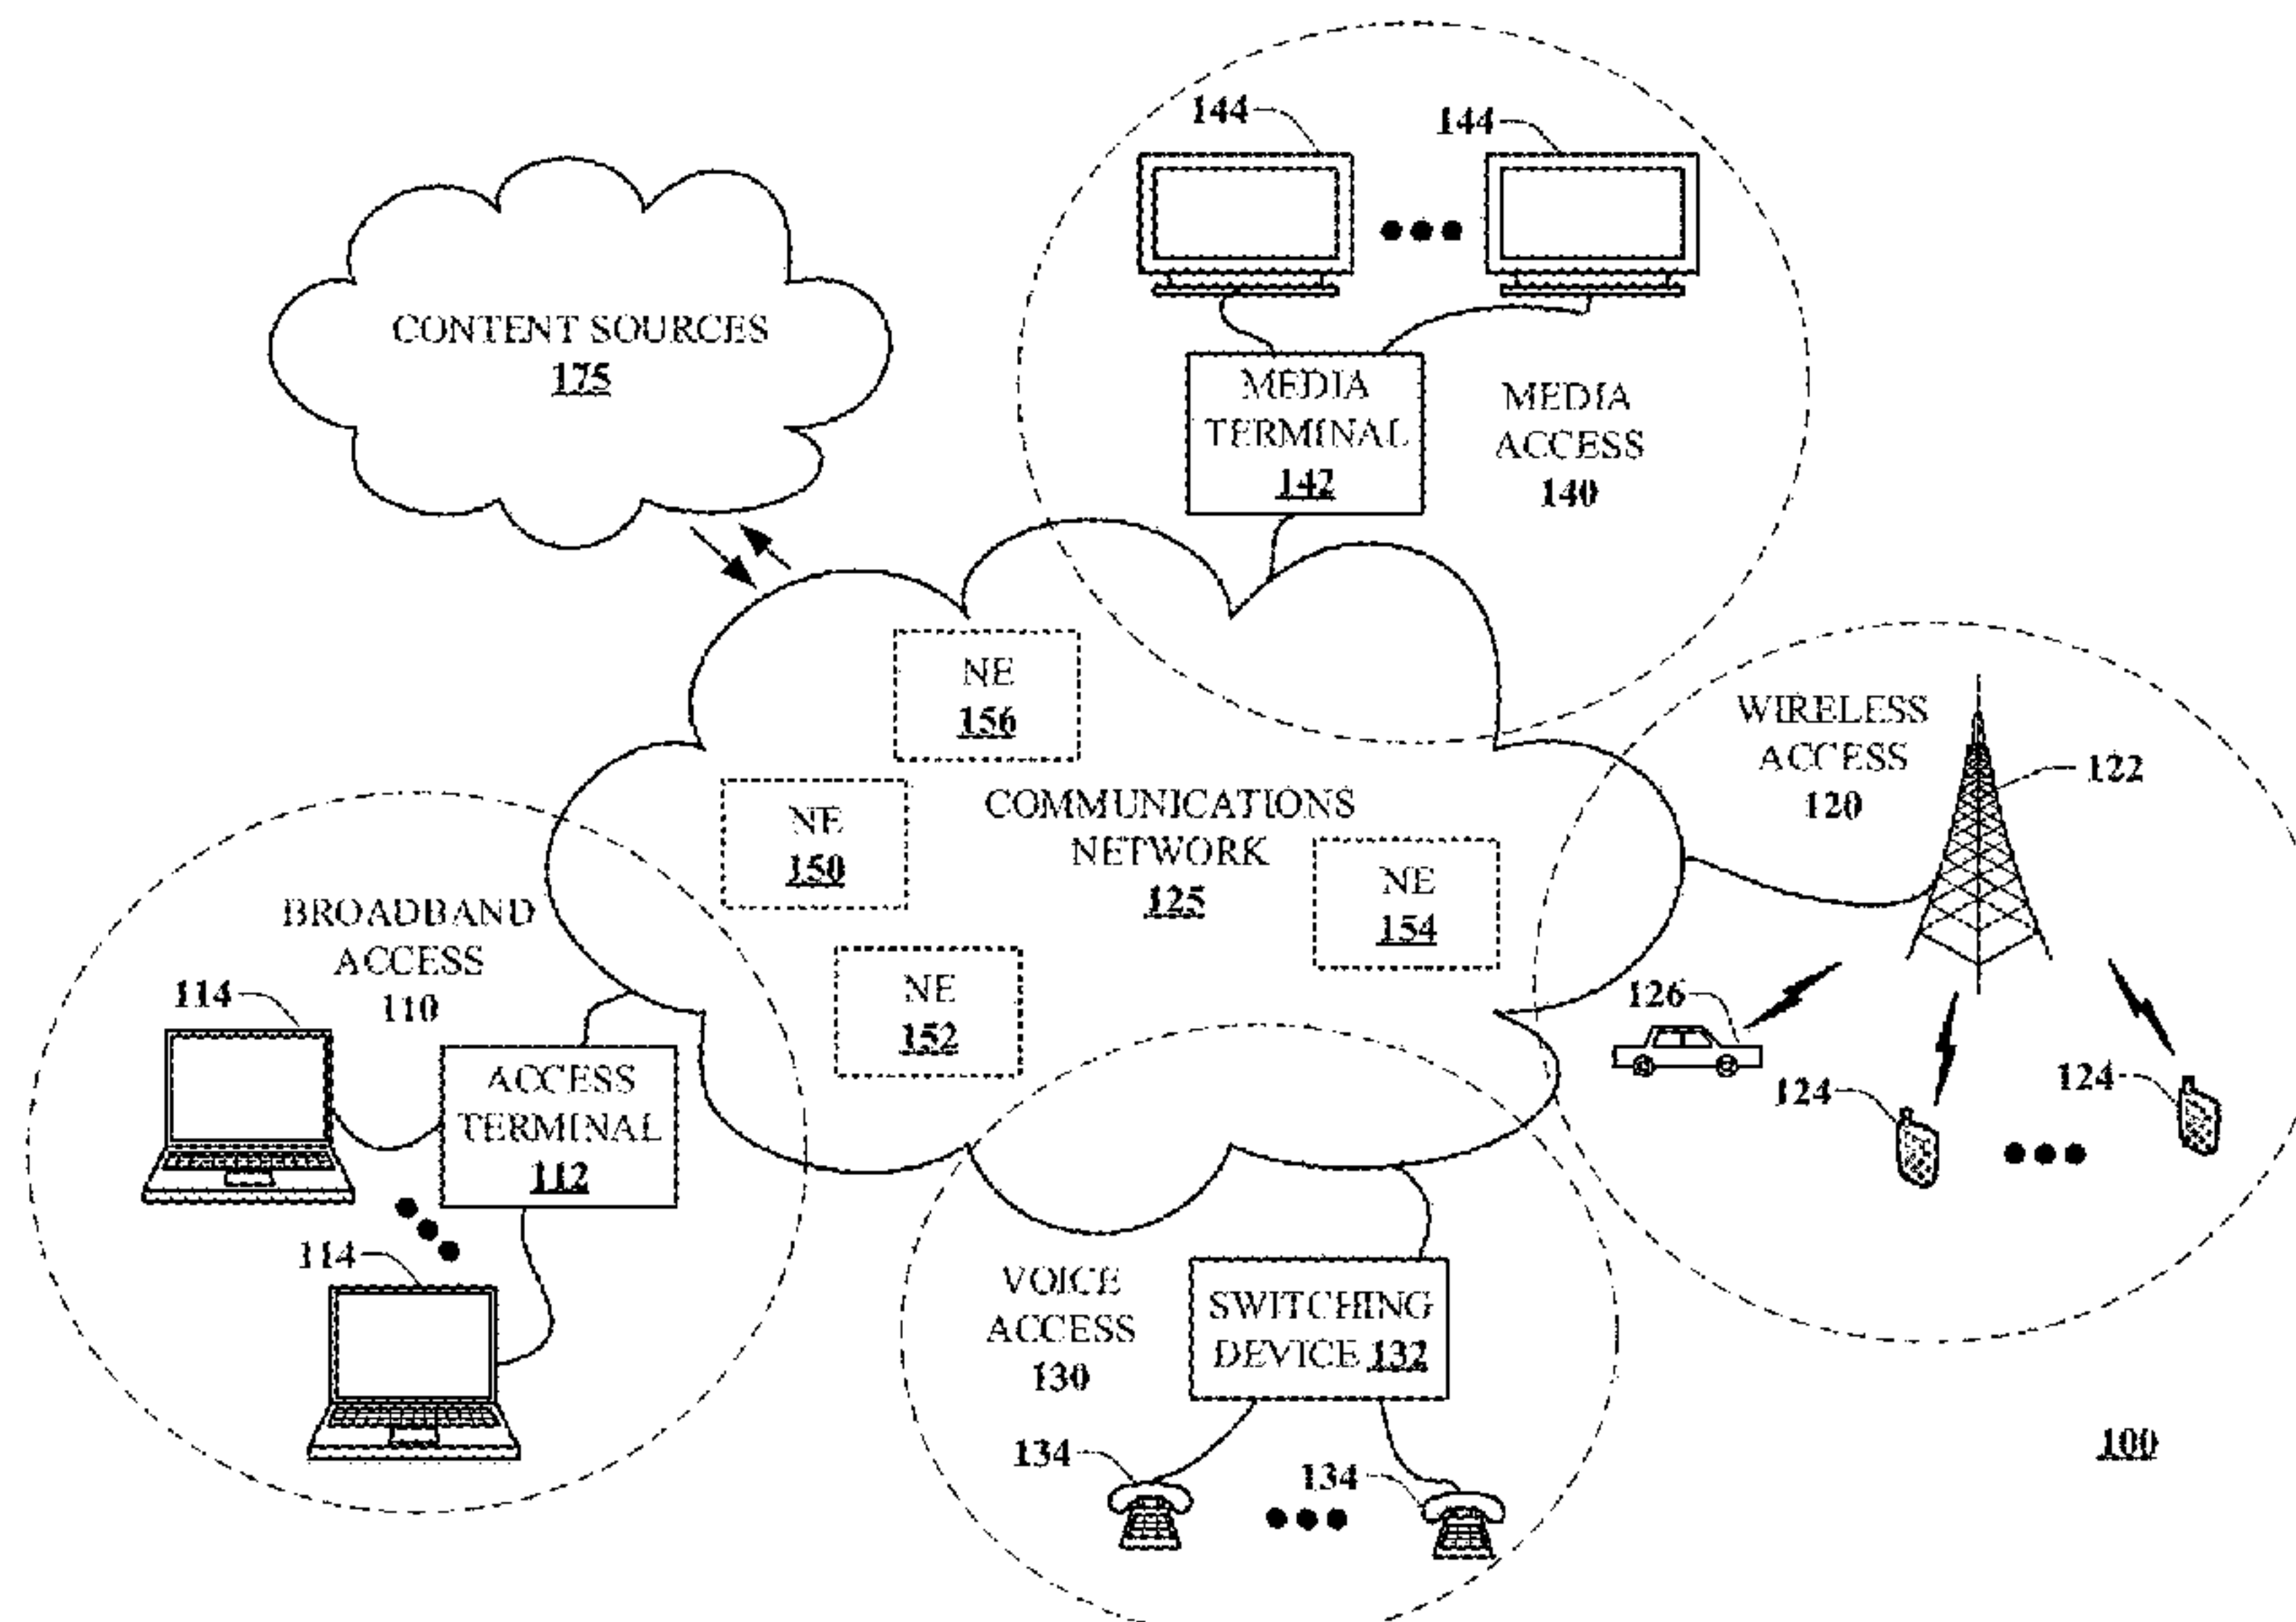 144
144
CONTENT SOURCES
175
MEDIA
TERMINAL
142
MEDIA
ACCESS
140
NE
156
WIRELESS
ACCESS
120
122
NE
150
COMMUNICATIONS
NETWORK
125
NE
154
BROADBAND
ACCESS
110
114
NE
152
126
124
124
ACCESS
TERMINAL
112
114
VOICE
ACCESS
130
SWITCHING
DEVICE 132
134
134
100